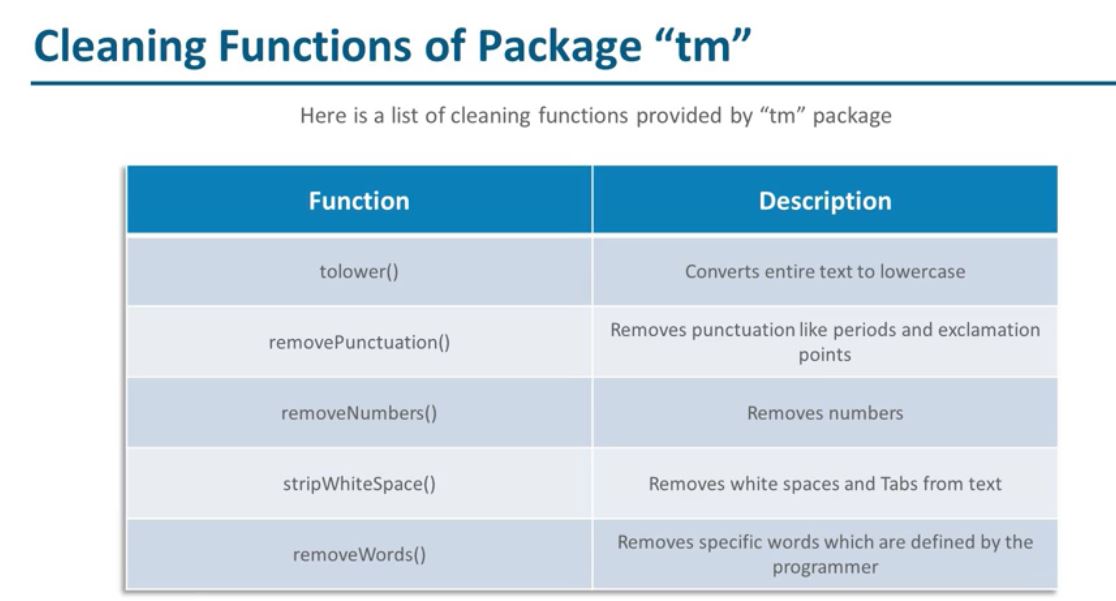 Cleaning Functions of Package “tm”
Here is a list of cleaning functions provided by “tm” package
Function
Description
tolower()
Converts entire text to lowercase
removePunctuation()
Removes punctuation like periods and exclamation
points
removeNumbers()
Removes numbers
stripWhiteSpace()
Removes white spaces and Tabs from text
removeWords()
Removes specific words which are defined by the
programmer